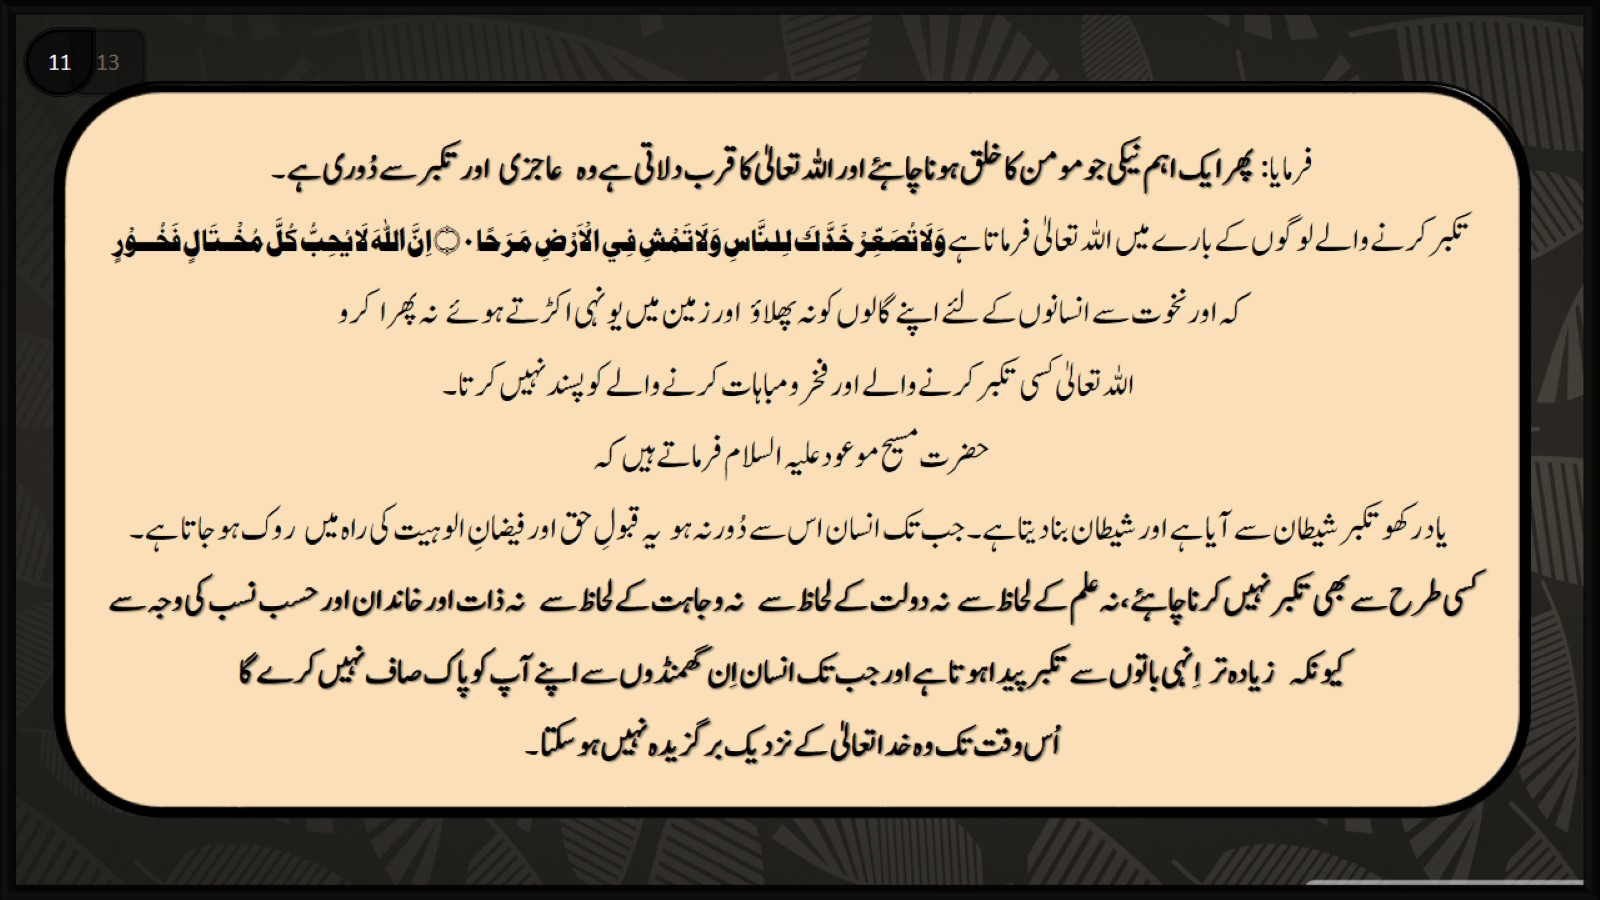 11 13
فرمایا: پھر ایک اہم نیکی جو مومن کا خلق ہونا چاہئے اور اللہ تعالیٰ کا قرب دلاتی ہے وہ عاجزی اور تکبر سے دُوری ہے۔
تکبر کرنے والے لوگوں کے بارے میں اللہ تعالیٰ فرماتا ہے وَلَا تُصَعِّرْ خَدَّكَ لِلنَّاسِ وَلَا تَمْشِ فِي الْاَرْضِ مَرَحًا۰ۭ اِنَّ اللهَ لَا يُحِبُّ كُلَّ مُخْـتَالٍ فَخُــوْرٍ
کہ اور نخوت سے انسانوں کے لئے اپنے گالوں کو نہ پھلاؤ اور زمین میں یونہی اکڑتے ہوئے نہ پھرا کرو
اللہ تعالیٰ کسی تکبر کرنے والے اور فخر و مباہات کرنے والے کو پسند نہیں کرتا۔
حضرت مسیح موعود علیہ السلام فرماتے ہیں کہ
یاد رکھو تکبر شیطان سے آیا ہے اور شیطان بنا دیتا ہے۔ جب تک انسان اس سے دُور نہ ہو یہ قبولِ حق اور فیضانِ الوہیت کی راہ میں روک ہو جاتا ہے۔
کسی طرح سے بھی تکبر نہیں کرنا چاہئے، نہ علم کے لحاظ سے نہ دولت کے لحاظ سے نہ وجاہت کے لحاظ سے نہ ذات اور خاندان اور حسب نسب کی وجہ سے
کیونکہ زیادہ تر اِنہی باتوں سے تکبر پیدا ہوتا ہے اور جب تک انسان اِن گھمنڈوں سے اپنے آپ کو پاک صاف نہیں کرے گا
اُس وقت تک وہ خدا تعالیٰ کے نزدیک برگزیدہ نہیں ہو سکتا۔